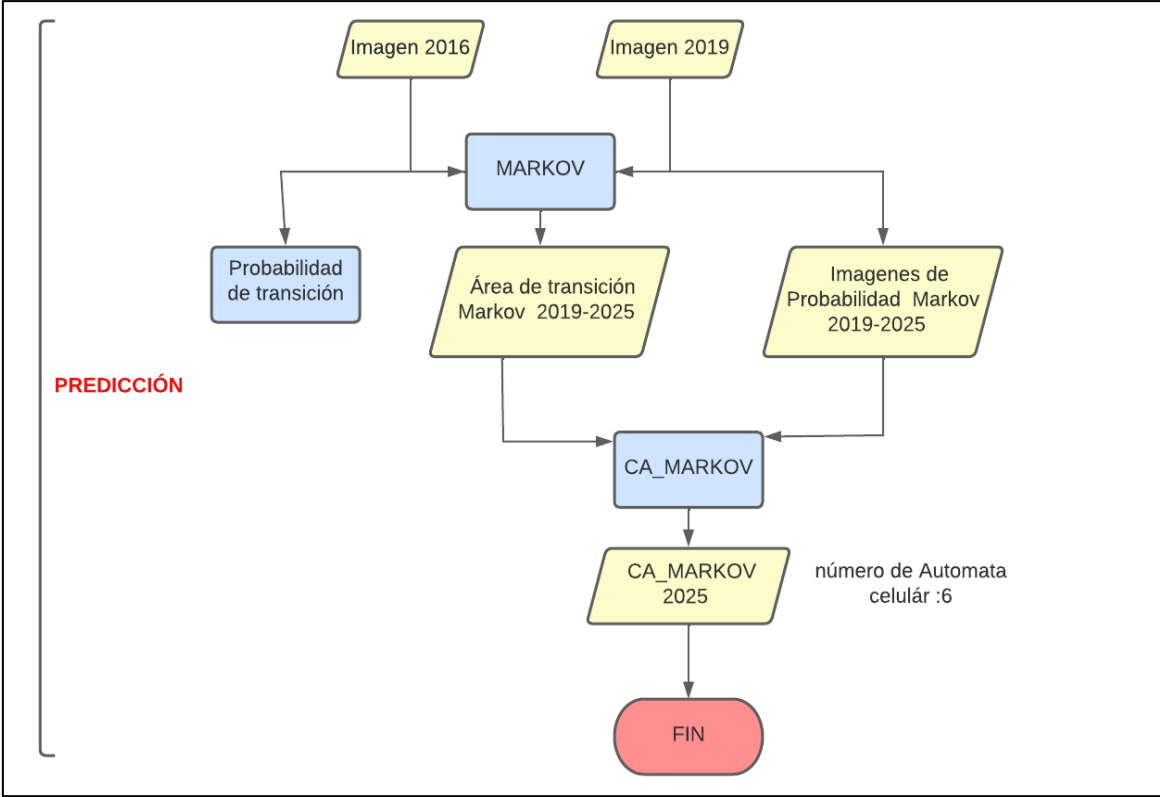 Imagen 2016
Imagen 2019
MARKOV
Probabilidad
de transición
Área de transición
Markov 2019-2025
Imagenes de
Probabilidad Markov
2019-2025
PREDICCIÓN
CA_MARKOV
CA_MARKOV
2025
número de Automata
celulár :6
FIN